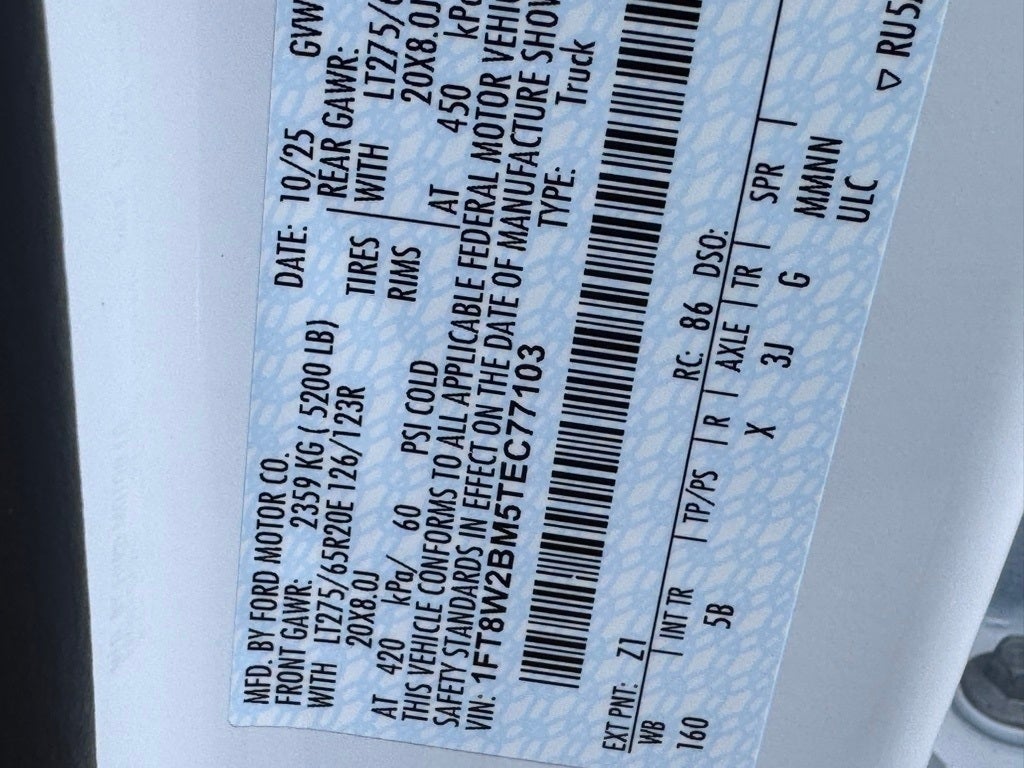 MFD. BY FORD MOTOR CO. DATE: 10/25 GVW
FRONT GAWR: 2359 KG ( 5200 LB) REAR GAWR:
WITH LT275/65R20E 126/123R TIRES WITH LT275/6
20X8.0J RIMS 20X8.0J
AT 420 kPa/ 60 PSI COLD AT 450 kPa
THIS VEHICLE CONFORMS TO ALL APPLICABLE FEDERAL MOTOR VEHIC
SAFETY STANDARDS IN EFFECT ON THE DATE OF MANUFACTURE SHOW
VIN: 1FT8W2BM5TEC77103 TYPE: Truck
EXT PNT: Z1 RC: 86 DSO:
WB | INT TR | TP/PS | R | AXLE | TR | SPR |
160 5B X 3J G MMNN
ULC
▽ RU5